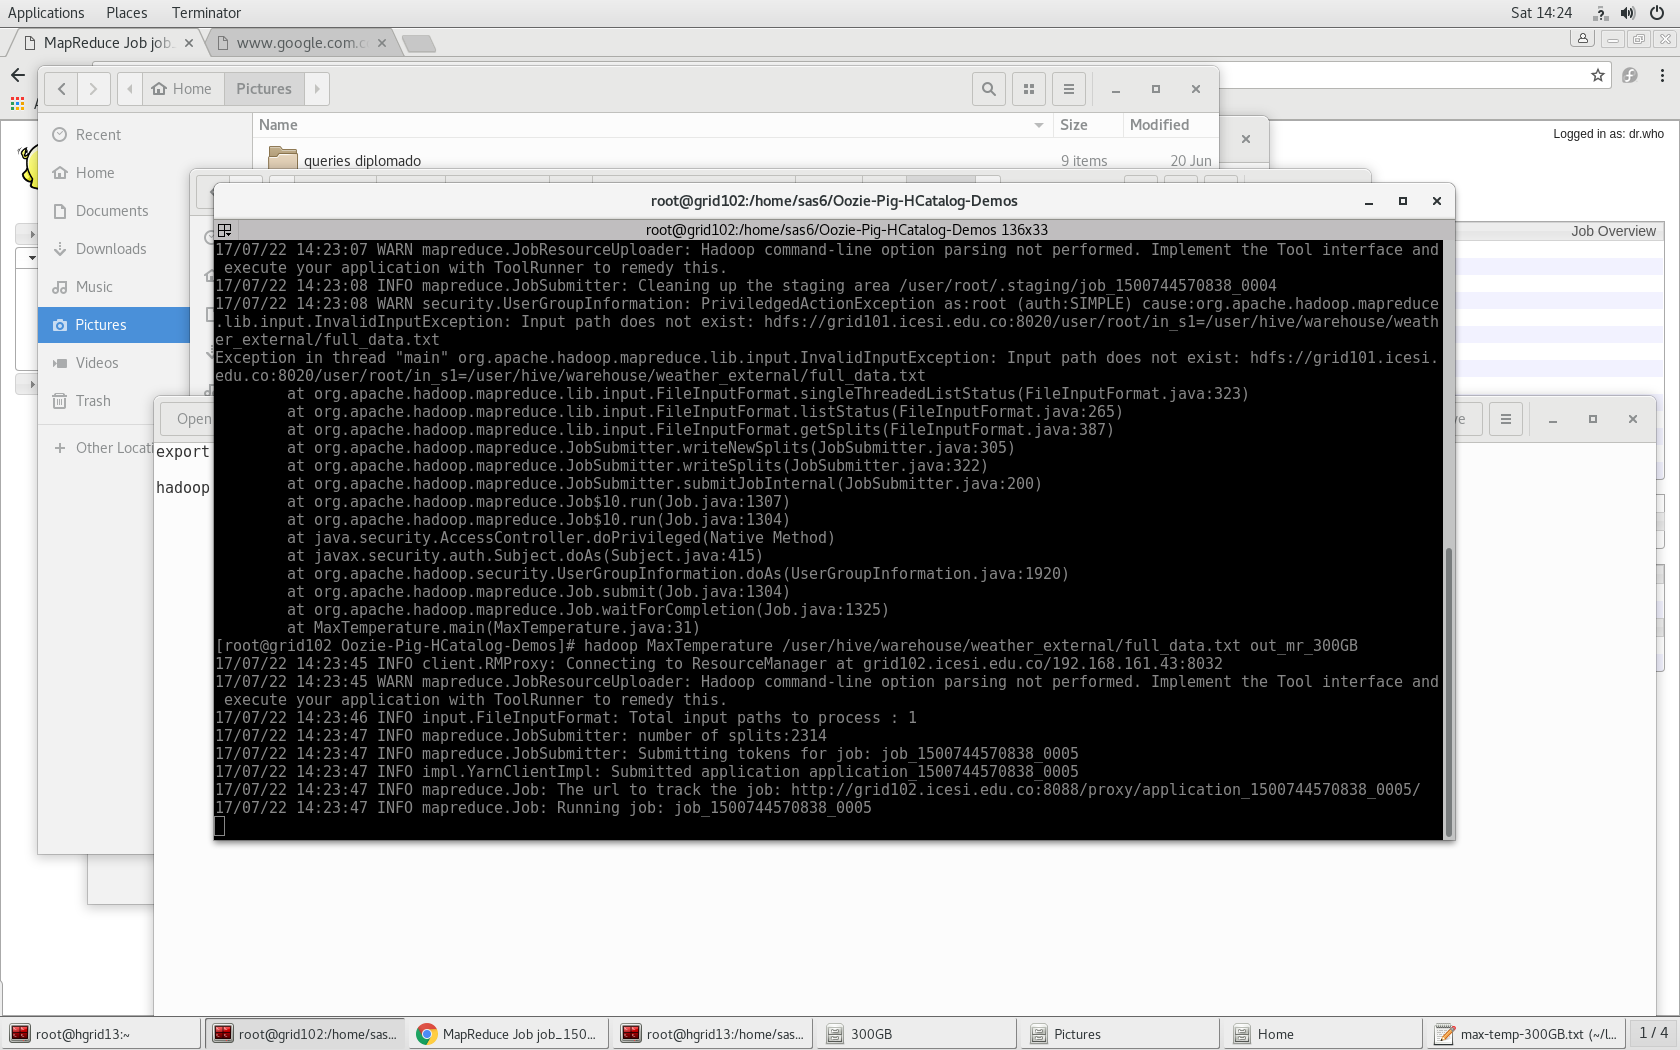 Applications Places Terminator Sat 14:24
MapReduce Job job_ www.google.com.c
Home Pictures
Name Size Modified
Logged in as: dr.who
Recent
queries diplomado 9 items 20 Jun
Home
Documents
Downloads
Music
Pictures
Videos
Trash
Other Locati
Job Overview
Open
export
hadoop
root@grid102:/home/sas6/Oozie-Pig-HCatalog-Demos
root@grid102:/home/sas6/Oozie-Pig-HCatalog-Demos 136x33
17/07/22 14:23:07 WARN mapreduce.JobResourceUploader: Hadoop command-line option parsing not performed. Implement the Tool interface and
execute your application with ToolRunner to remedy this.
17/07/22 14:23:08 INFO mapreduce.JobSubmitter: Cleaning up the staging area /user/root/.staging/job_1500744570838_0004
17/07/22 14:23:08 WARN security.UserGroupInformation: PriviledgedActionException as:root (auth:SIMPLE) cause:org.apache.hadoop.mapreduce
.lib.input.InvalidInputException: Input path does not exist: hdfs://grid101.icesi.edu.co:8020/user/root/in_s1=/user/hive/warehouse/weath
er_external/full_data.txt
Exception in thread "main" org.apache.hadoop.mapreduce.lib.input.InvalidInputException: Input path does not exist: hdfs://grid101.icesi.
edu.co:8020/user/root/in_s1=/user/hive/warehouse/weather_external/full_data.txt
at org.apache.hadoop.mapreduce.lib.input.FileInputFormat.singleThreadedListStatus(FileInputFormat.java:323)
at org.apache.hadoop.mapreduce.lib.input.FileInputFormat.listStatus(FileInputFormat.java:265)
at org.apache.hadoop.mapreduce.lib.input.FileInputFormat.getSplits(FileInputFormat.java:387)
at org.apache.hadoop.mapreduce.JobSubmitter.writeNewSplits(JobSubmitter.java:305)
at org.apache.hadoop.mapreduce.JobSubmitter.writeSplits(JobSubmitter.java:322)
at org.apache.hadoop.mapreduce.JobSubmitter.submitJobInternal(JobSubmitter.java:200)
at org.apache.hadoop.mapreduce.Job$10.run(Job.java:1307)
at org.apache.hadoop.mapreduce.Job$10.run(Job.java:1304)
at java.security.AccessController.doPrivileged(Native Method)
at javax.security.auth.Subject.doAs(Subject.java:415)
at org.apache.hadoop.security.UserGroupInformation.doAs(UserGroupInformation.java:1920)
at org.apache.hadoop.mapreduce.Job.submit(Job.java:1304)
at org.apache.hadoop.mapreduce.Job.waitForCompletion(Job.java:1325)
at MaxTemperature.main(MaxTemperature.java:31)
[root@grid102 Oozie-Pig-HCatalog-Demos]# hadoop MaxTemperature /user/hive/warehouse/weather_external/full_data.txt out_mr_300GB
17/07/22 14:23:45 INFO client.RMProxy: Connecting to ResourceManager at grid102.icesi.edu.co/192.168.161.43:8032
17/07/22 14:23:45 WARN mapreduce.JobResourceUploader: Hadoop command-line option parsing not performed. Implement the Tool interface and
execute your application with ToolRunner to remedy this.
17/07/22 14:23:46 INFO input.FileInputFormat: Total input paths to process : 1
17/07/22 14:23:47 INFO mapreduce.JobSubmitter: number of splits:2314
17/07/22 14:23:47 INFO mapreduce.JobSubmitter: Submitting tokens for job: job_1500744570838_0005
17/07/22 14:23:47 INFO impl.YarnClientImpl: Submitted application application_1500744570838_0005
17/07/22 14:23:47 INFO mapreduce.Job: The url to track the job: http://grid102.icesi.edu.co:8088/proxy/application_1500744570838_0005/
17/07/22 14:23:47 INFO mapreduce.Job: Running job: job_1500744570838_0005
root@hgrid13:~ root@grid102:/home/sas... MapReduce Job job_150... root@hgrid13:/home/sas... 300GB Pictures Home max-temp-300GB.txt (~/l... 1 / 4